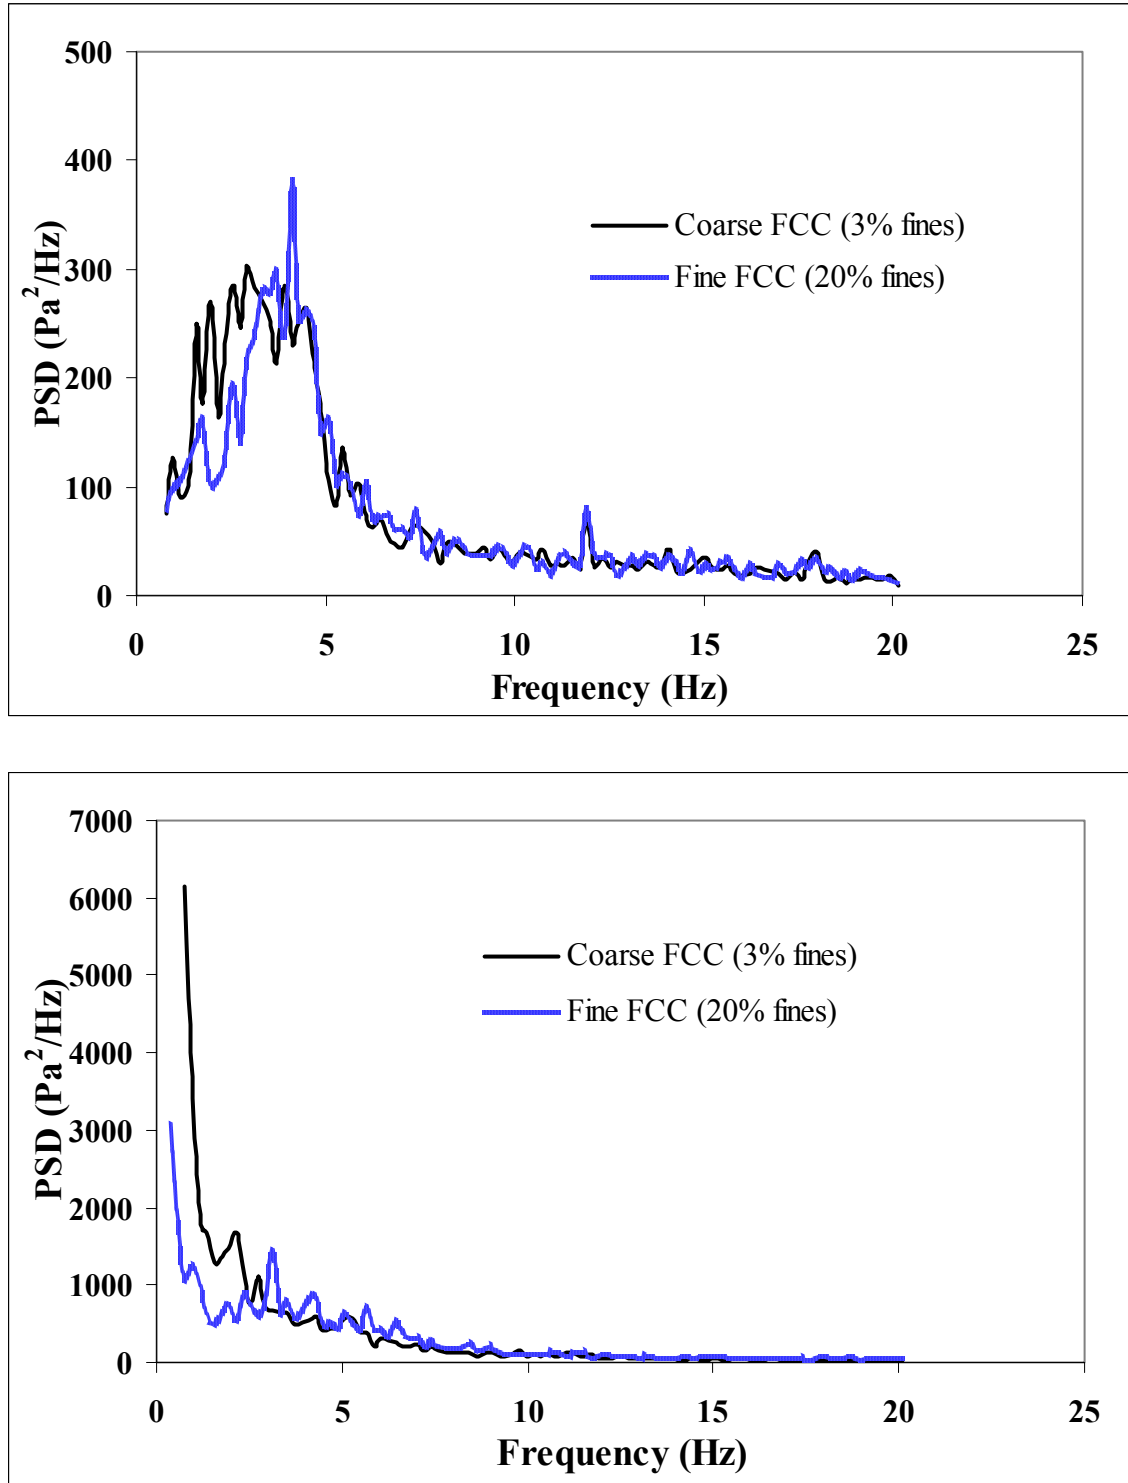 500
400
300
200
100
0
PSD (Pa²/Hz)
Coarse FCC (3% fines)
Fine FCC (20% fines)
0 5 10 15 20 25
Frequency (Hz)
7000
6000
5000
4000
3000
2000
1000
0
PSD (Pa²/Hz)
Coarse FCC (3% fines)
Fine FCC (20% fines)
0 5 10 15 20 25
Frequency (Hz)